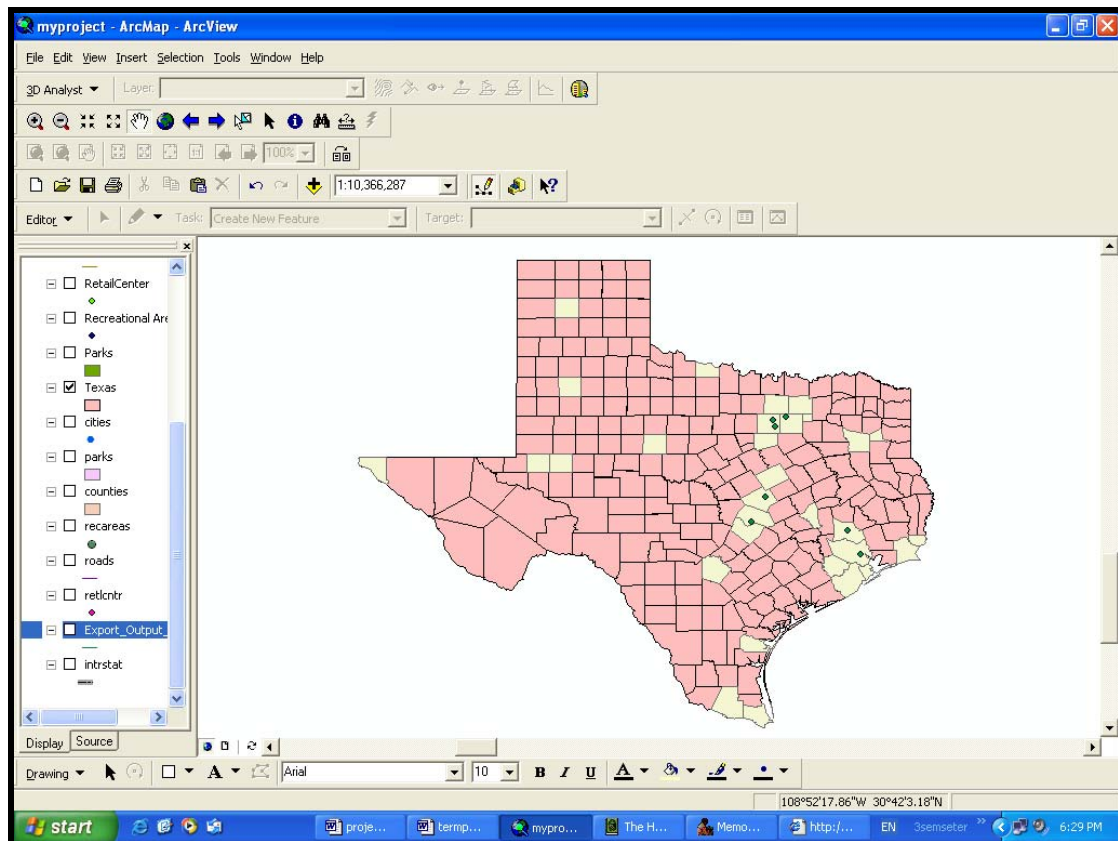 myproject - ArcMap - ArcView
File Edit View Insert Selection Tools Window Help
3D Analyst Layer:
100%
1:10,366,287
Editor Task: Create New Feature Target:
RetailCenter
Recreational Are
Parks
Texas
cities
parks
counties
recareas
roads
retlcntr
Export_Output_
intrstat
Display Source
Drawing A Arial 10 B I U A
108°52'17.86"W 30°42'3.18"N
start proje... termp... mypro... The H... Memo... http:/... EN 3semseter 6:29 PM